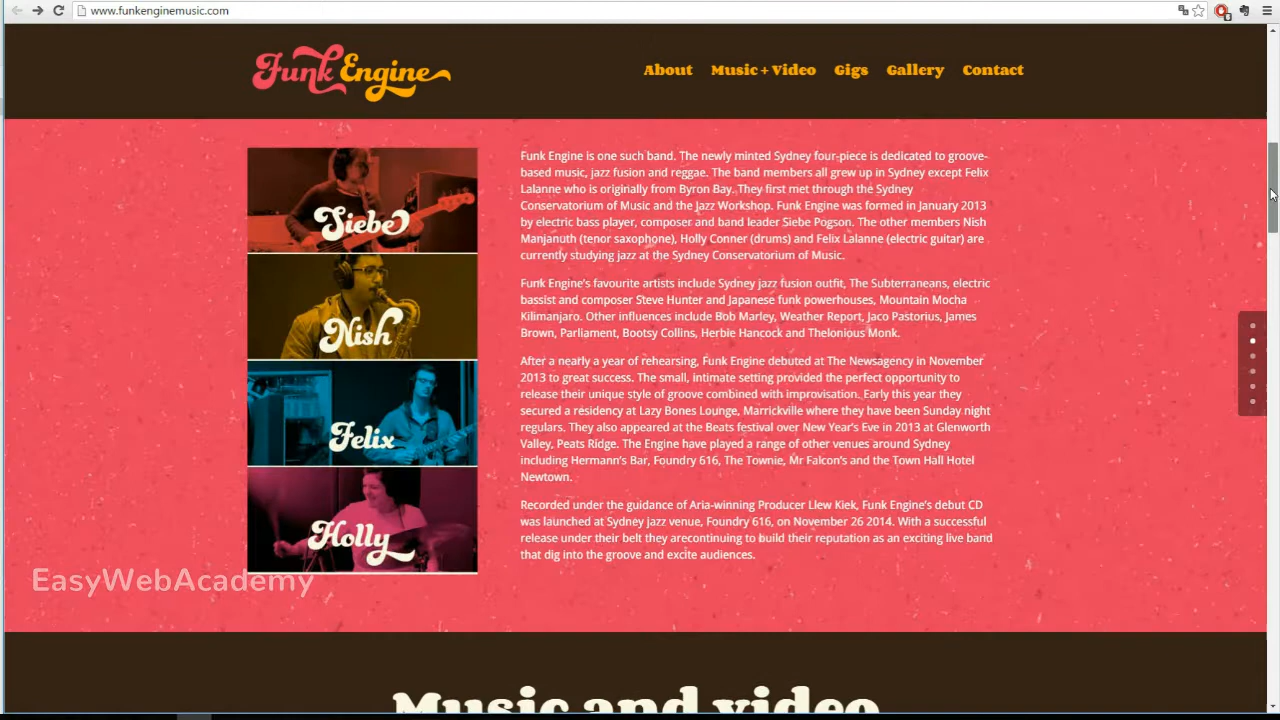 www.funkenginemusic.com
Funk Engine
About Music + Video Gigs Gallery Contact
Siebe
Nish
Felix
Holly
Funk Engine is one such band. The newly minted Sydney four-piece is dedicated to groove-
based music, jazz fusion and reggae. The band members all grew up in Sydney except Felix
Lalanne who is originally from Byron Bay. They first met through the Sydney
Conservatorium of Music and the Jazz Workshop. Funk Engine was formed in January 2013
by electric bass player, composer and band leader Siebe Pogson. The other members Nish
Manjunuth (tenor saxophone), Holly Conner (drums) and Felix Lalanne (electric guitar) are
currently studying jazz at the Sydney Conservatorium of Music.
Funk Engine's favourite artists include Sydney jazz fusion outfit, The Subterraneans, electric
bassist and composer Steve Hunter and Japanese funk powerhouses, Mountain Mocha
Kilimanjaro. Other influences include Bob Marley, Weather Report, Jaco Pastorius, James
Brown, Parliament, Bootsy Collins, Herbie Hancock and Thelonious Monk.
After a nearly a year of rehearsing, Funk Engine debuted at The Newsagency in November
2013 to great success. The small, intimate setting provided the perfect opportunity to
release their unique style of groove combined with improvisation. Early this year they
secured a residency at Lazy Bones Lounge, Marrickville where they have been Sunday night
regulars. They also appeared at the Beats festival over New Year's Eve in 2013 at Glenworth
Valley, Peats Ridge. The Engine have played a range of other venues around Sydney
including Hermann's Bar, Foundry 616, The Townie, Mr Falcon's and the Town Hall Hotel
Newtown.
Recorded under the guidance of Aria-winning Producer Llew Kiek, Funk Engine's debut CD
was launched at Sydney jazz venue, Foundry 616, on November 26 2014. With a successful
release under their belt they arecontinuing to build their reputation as an exciting live band
that dig into the groove and excite audiences.
EasyWebAcademy
Music and video